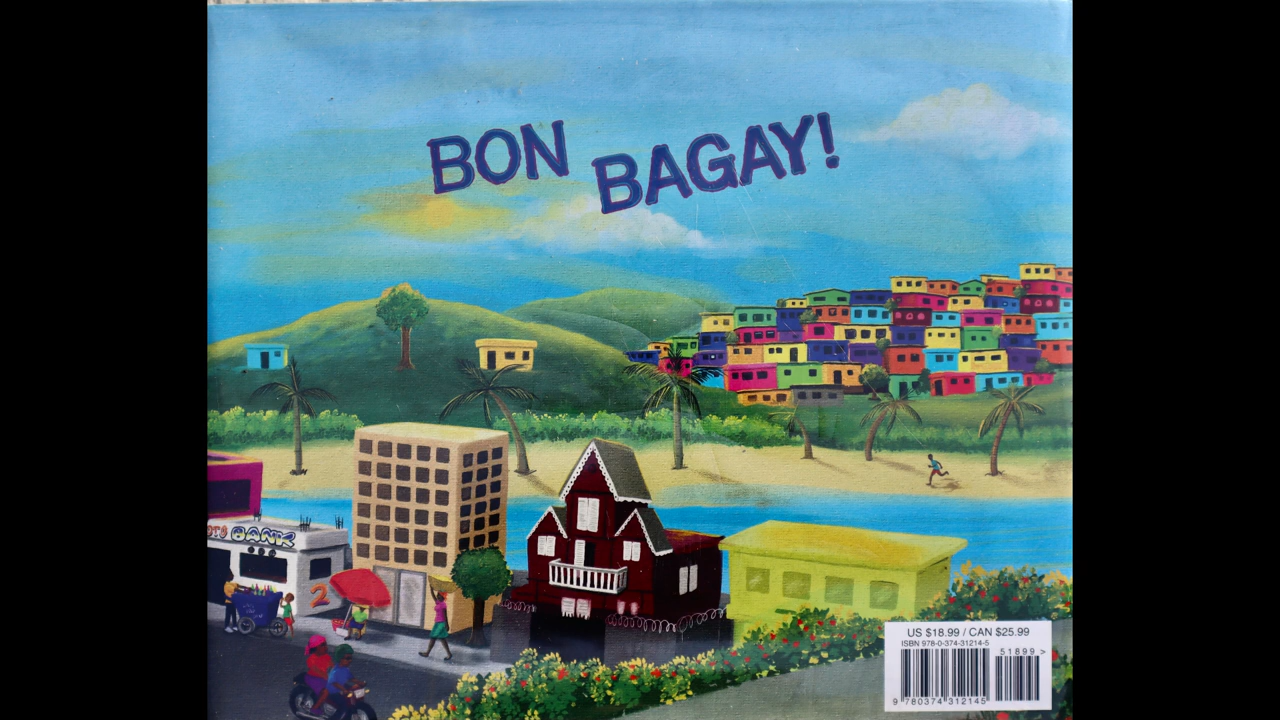 BON BAGAY!
BANK
2
US $18.99 / CAN $25.99
ISBN 978-0-374-31214-5
51899 >
9 780374 312145